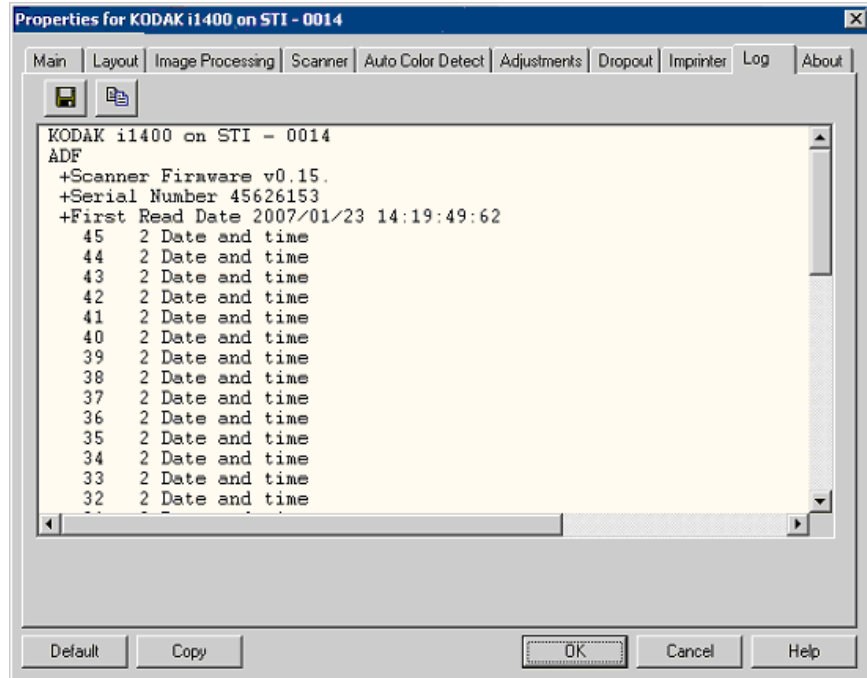 Properties for KODAK i1400 on STI - 0014
Main Layout Image Processing Scanner Auto Color Detect Adjustments Dropout Imprinter Log About
KODAK i1400 on STI - 0014
ADF
+Scanner Firmware v0.15.
+Serial Number 45626153
+First Read Date 2007/01/23 14:19:49:62
45 2 Date and time
44 2 Date and time
43 2 Date and time
42 2 Date and time
41 2 Date and time
40 2 Date and time
39 2 Date and time
38 2 Date and time
37 2 Date and time
36 2 Date and time
35 2 Date and time
34 2 Date and time
33 2 Date and time
32 2 Date and time
Default Copy OK Cancel Help